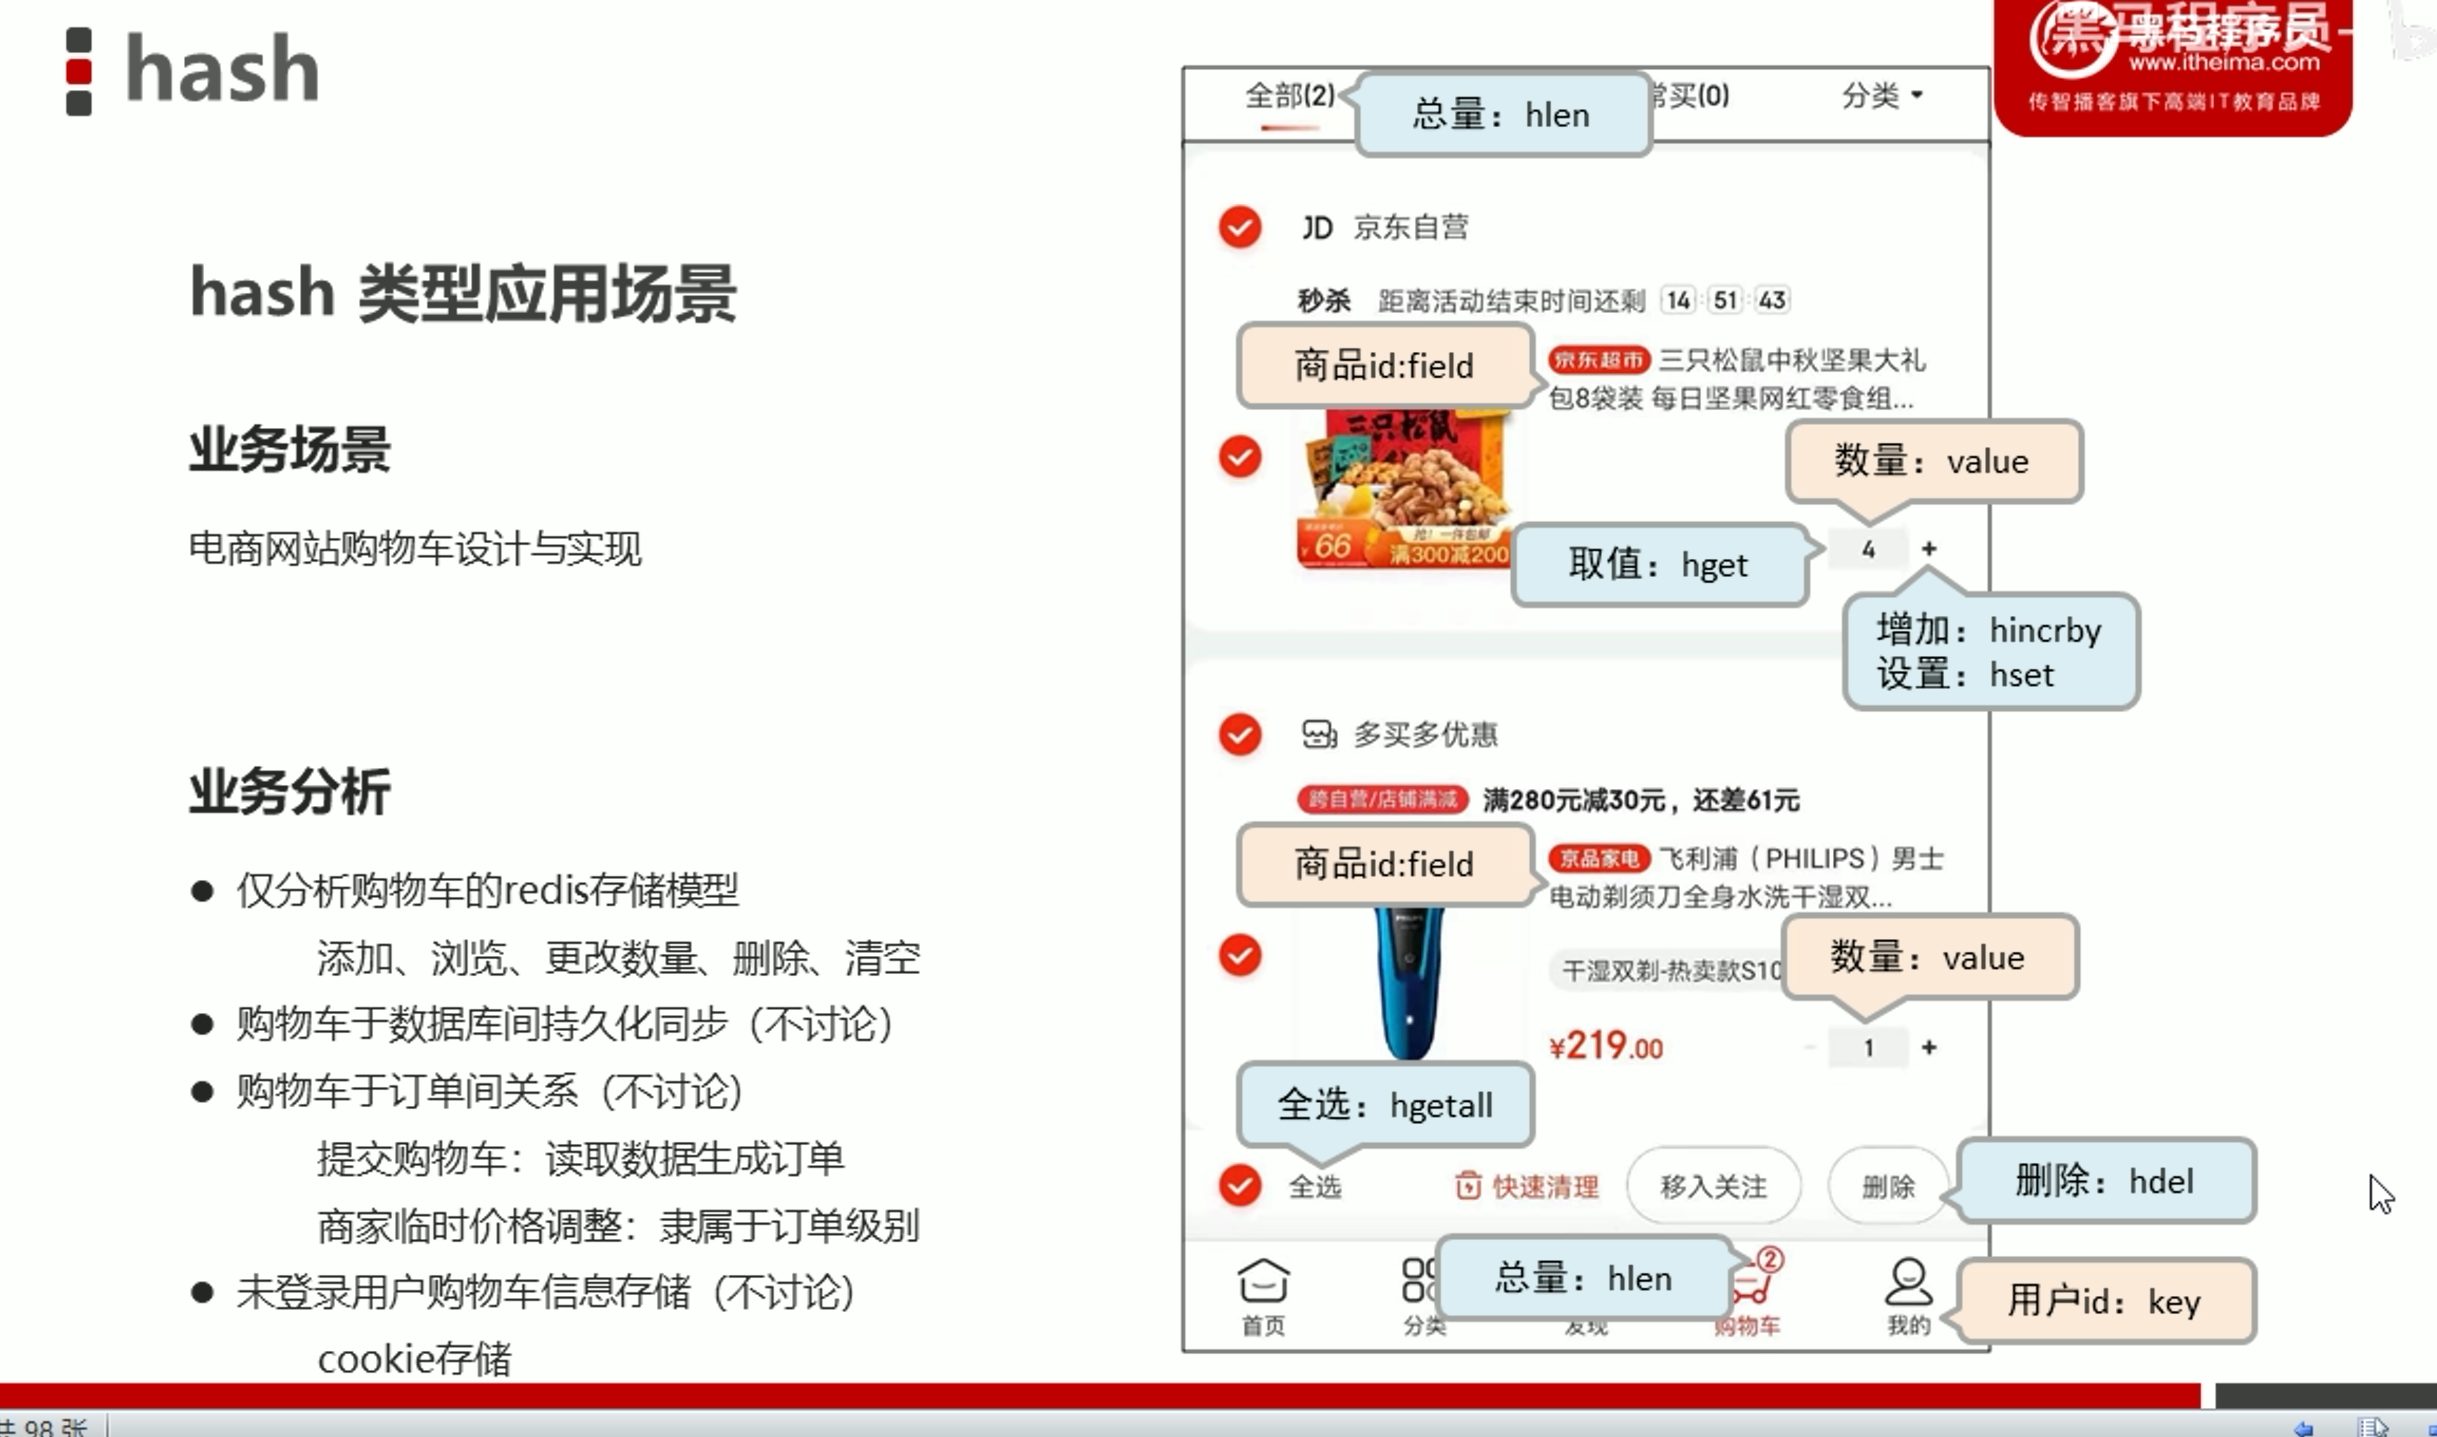 hash
黑马程序员
www.itheima.com
传智播客旗下高端IT教育品牌
hash 类型应用场景
业务场景
电商网站购物车设计与实现
业务分析
仅分析购物车的redis存储模型
添加、浏览、更改数量、删除、清空
购物车于数据库间持久化同步（不讨论）
购物车于订单间关系（不讨论）
提交购物车：读取数据生成订单
商家临时价格调整：隶属于订单级别
未登录用户购物车信息存储（不讨论）
cookie存储
全部(2)
总量：hlen
常买(0)
分类
JD 京东自营
秒杀 距离活动结束时间还剩 14:51:43
商品id:field
京东超市 三只松鼠中秋坚果大礼
包8袋装 每日坚果网红零食组...
三只松鼠
数量：value
¥66
抢！一件包邮
满300减200
取值：hget
4 +
增加：hincrby
设置：hset
多买多优惠
跨自营/店铺满减 满280元减30元，还差61元
商品id:field
京品家电 飞利浦（PHILIPS）男士
电动剃须刀全身水洗干湿双...
PHILIPS
干湿双剃-热卖款S10
数量：value
¥219.00
- 1 +
全选：hgetall
全选
快速清理
移入关注
删除
删除：hdel
总量：hlen
2
首页
分类
发现
购物车
我的
用户id：key
共 98 张